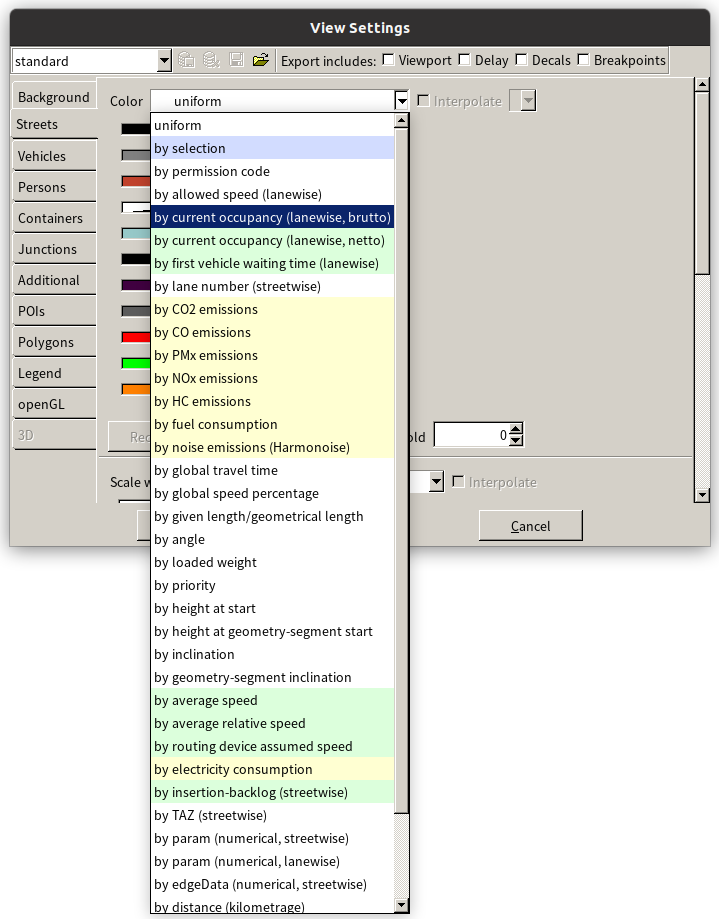 View Settings
standard
Export includes: Viewport Delay Decals Breakpoints
Background
Streets
Vehicles
Persons
Containers
Junctions
Additional
POIs
Polygons
Legend
openGL
3D
Color uniform Interpolate
uniform
by selection
by permission code
by allowed speed (lanewise)
by current occupancy (lanewise, brutto)
by current occupancy (lanewise, netto)
by first vehicle waiting time (lanewise)
by lane number (streetwise)
by CO2 emissions
by CO emissions
by PMx emissions
by NOx emissions
by HC emissions
by fuel consumption
by noise emissions (Harmonoise)
by global travel time
by global speed percentage
by given length/geometrical length
by angle
by loaded weight
by priority
by height at start
by height at geometry-segment start
by inclination
by geometry-segment inclination
by average speed
by average relative speed
by routing device assumed speed
by electricity consumption
by insertion-backlog (streetwise)
by TAZ (streetwise)
by param (numerical, streetwise)
by param (numerical, lanewise)
by edgeData (numerical, streetwise)
by distance (kilometrage)
0
Scale
Interpolate
Cancel